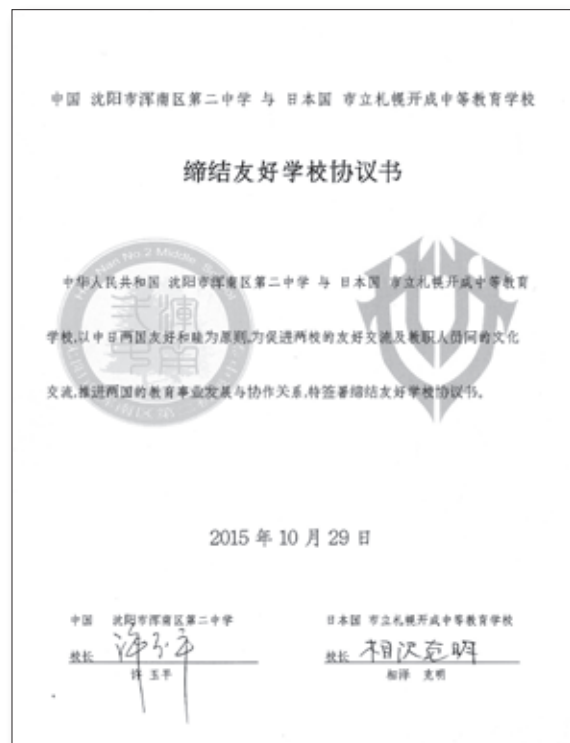 中国 沈阳市浑南区第二中学 与 日本国 市立札幌开成中等教育学校
缔结友好学校协议书
中华人民共和国 沈阳市浑南区第二中学 与 日本国 市立札幌开成中等教育
学校,以中日两国友好和睦为原则,为促进两校的友好交流及教职人员间的文化
交流,推进两国的教育事业发展与协作关系,特签署缔结友好学校协议书。
Nan No.2 Middle
2015 年 10 月 29 日
中国 沈阳市浑南区第二中学
校长
许 玉平
日本国 市立札幌开成中等教育学校
校长 相沢克明
相泽 克明